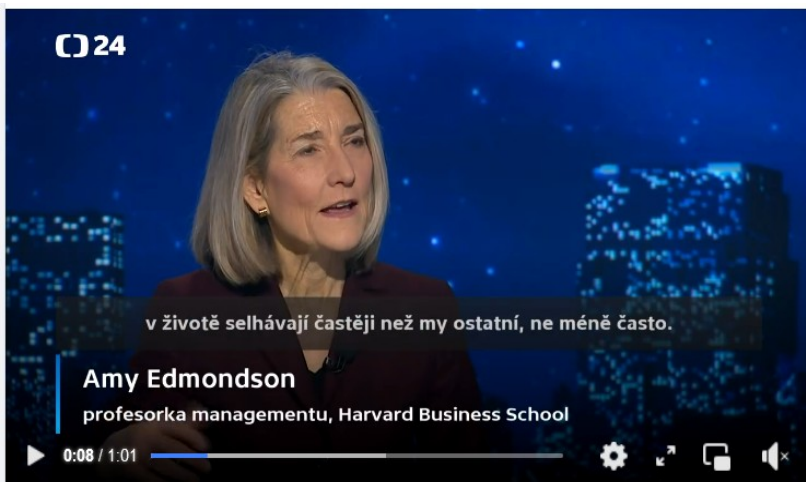 24
v životě selhávají častěji než my ostatní, ne méně často.
Amy Edmondson
profesorka managementu, Harvard Business School
0:08 / 1:01